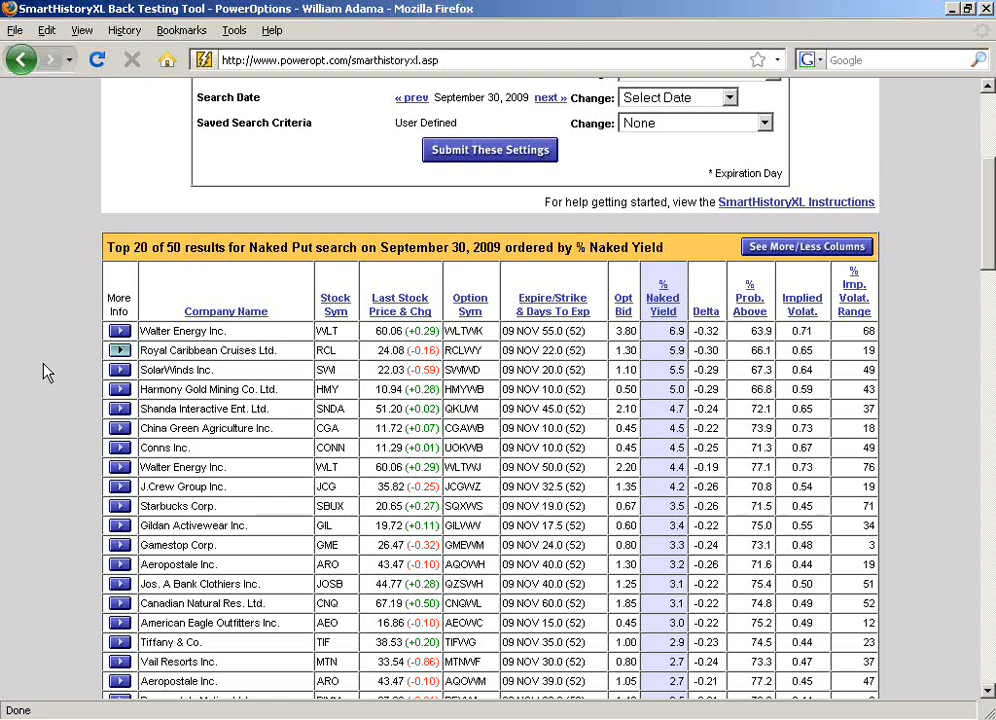 SmartHistoryXL Back Testing Tool - PowerOptions - William Adama - Mozilla Firefox
File Edit View History Bookmarks Tools Help
http://www.poweropt.com/smarthistoryxl.asp Google
Search Date « prev September 30, 2009 next » Change: Select Date
Saved Search Criteria User Defined Change: None
Submit These Settings
* Expiration Day
For help getting started, view the SmartHistoryXL Instructions
Top 20 of 50 results for Naked Put search on September 30, 2009 ordered by % Naked Yield See More/Less Columns
More Info Company Name Stock Sym Last Stock Price & Chg Option Sym Expire/Strike & Days To Exp Opt Bid % Naked Yield Delta % Prob. Above Implied Volat. % Imp. Volat. Range
Walter Energy Inc. WLT 60.06 (+0.29) WLTWK 09 NOV 55.0 (52) 3.80 6.9 -0.32 63.9 0.71 68
Royal Caribbean Cruises Ltd. RCL 24.08 (-0.16) RCLWY 09 NOV 22.0 (52) 1.30 5.9 -0.30 66.1 0.65 19
SolarWinds Inc. SWI 22.03 (-0.59) SWIWD 09 NOV 20.0 (52) 1.10 5.5 -0.29 67.3 0.64 49
Harmony Gold Mining Co. Ltd. HMY 10.94 (+0.28) HMYWB 09 NOV 10.0 (52) 0.50 5.0 -0.29 66.8 0.59 43
Shanda Interactive Ent. Ltd. SNDA 51.20 (+0.02) QKUWI 09 NOV 45.0 (52) 2.10 4.7 -0.24 72.1 0.65 37
China Green Agriculture Inc. CGA 11.72 (+0.07) CGAWB 09 NOV 10.0 (52) 0.45 4.5 -0.22 73.9 0.73 18
Conns Inc. CONN 11.29 (+0.01) UOKWB 09 NOV 10.0 (52) 0.45 4.5 -0.25 71.3 0.67 49
Walter Energy Inc. WLT 60.06 (+0.29) WLTWJ 09 NOV 50.0 (52) 2.20 4.4 -0.19 77.1 0.73 76
J.Crew Group Inc. JCG 35.82 (-0.25) JCGWZ 09 NOV 32.5 (52) 1.35 4.2 -0.26 70.8 0.54 19
Starbucks Corp. SBUX 20.65 (+0.27) SQXWS 09 NOV 19.0 (52) 0.67 3.5 -0.26 71.5 0.45 71
Gildan Activewear Inc. GIL 19.72 (+0.11) GILWW 09 NOV 17.5 (52) 0.60 3.4 -0.22 75.0 0.55 34
Gamestop Corp. GME 26.47 (-0.32) GMEWM 09 NOV 24.0 (52) 0.80 3.3 -0.24 73.1 0.48 3
Aeropostale Inc. ARO 43.47 (-0.10) AQOWH 09 NOV 40.0 (52) 1.30 3.2 -0.26 71.6 0.44 19
Jos. A Bank Clothiers Inc. JOSB 44.77 (+0.28) QZSWH 09 NOV 40.0 (52) 1.25 3.1 -0.22 75.4 0.50 51
Canadian Natural Res. Ltd. CNQ 67.19 (+0.50) CNQWL 09 NOV 60.0 (52) 1.85 3.1 -0.22 74.8 0.49 52
American Eagle Outfitters Inc. AEO 16.86 (-0.10) AEOWC 09 NOV 15.0 (52) 0.45 3.0 -0.22 75.2 0.49 12
Tiffany & Co. TIF 38.53 (+0.20) TIFWG 09 NOV 35.0 (52) 1.00 2.9 -0.23 74.5 0.44 23
Vail Resorts Inc. MTN 33.54 (-0.86) MTNWF 09 NOV 30.0 (52) 0.80 2.7 -0.24 73.3 0.47 37
Aeropostale Inc. ARO 43.47 (-0.10) AQOWM 09 NOV 39.0 (52) 1.05 2.7 -0.21 77.2 0.45 47
Done